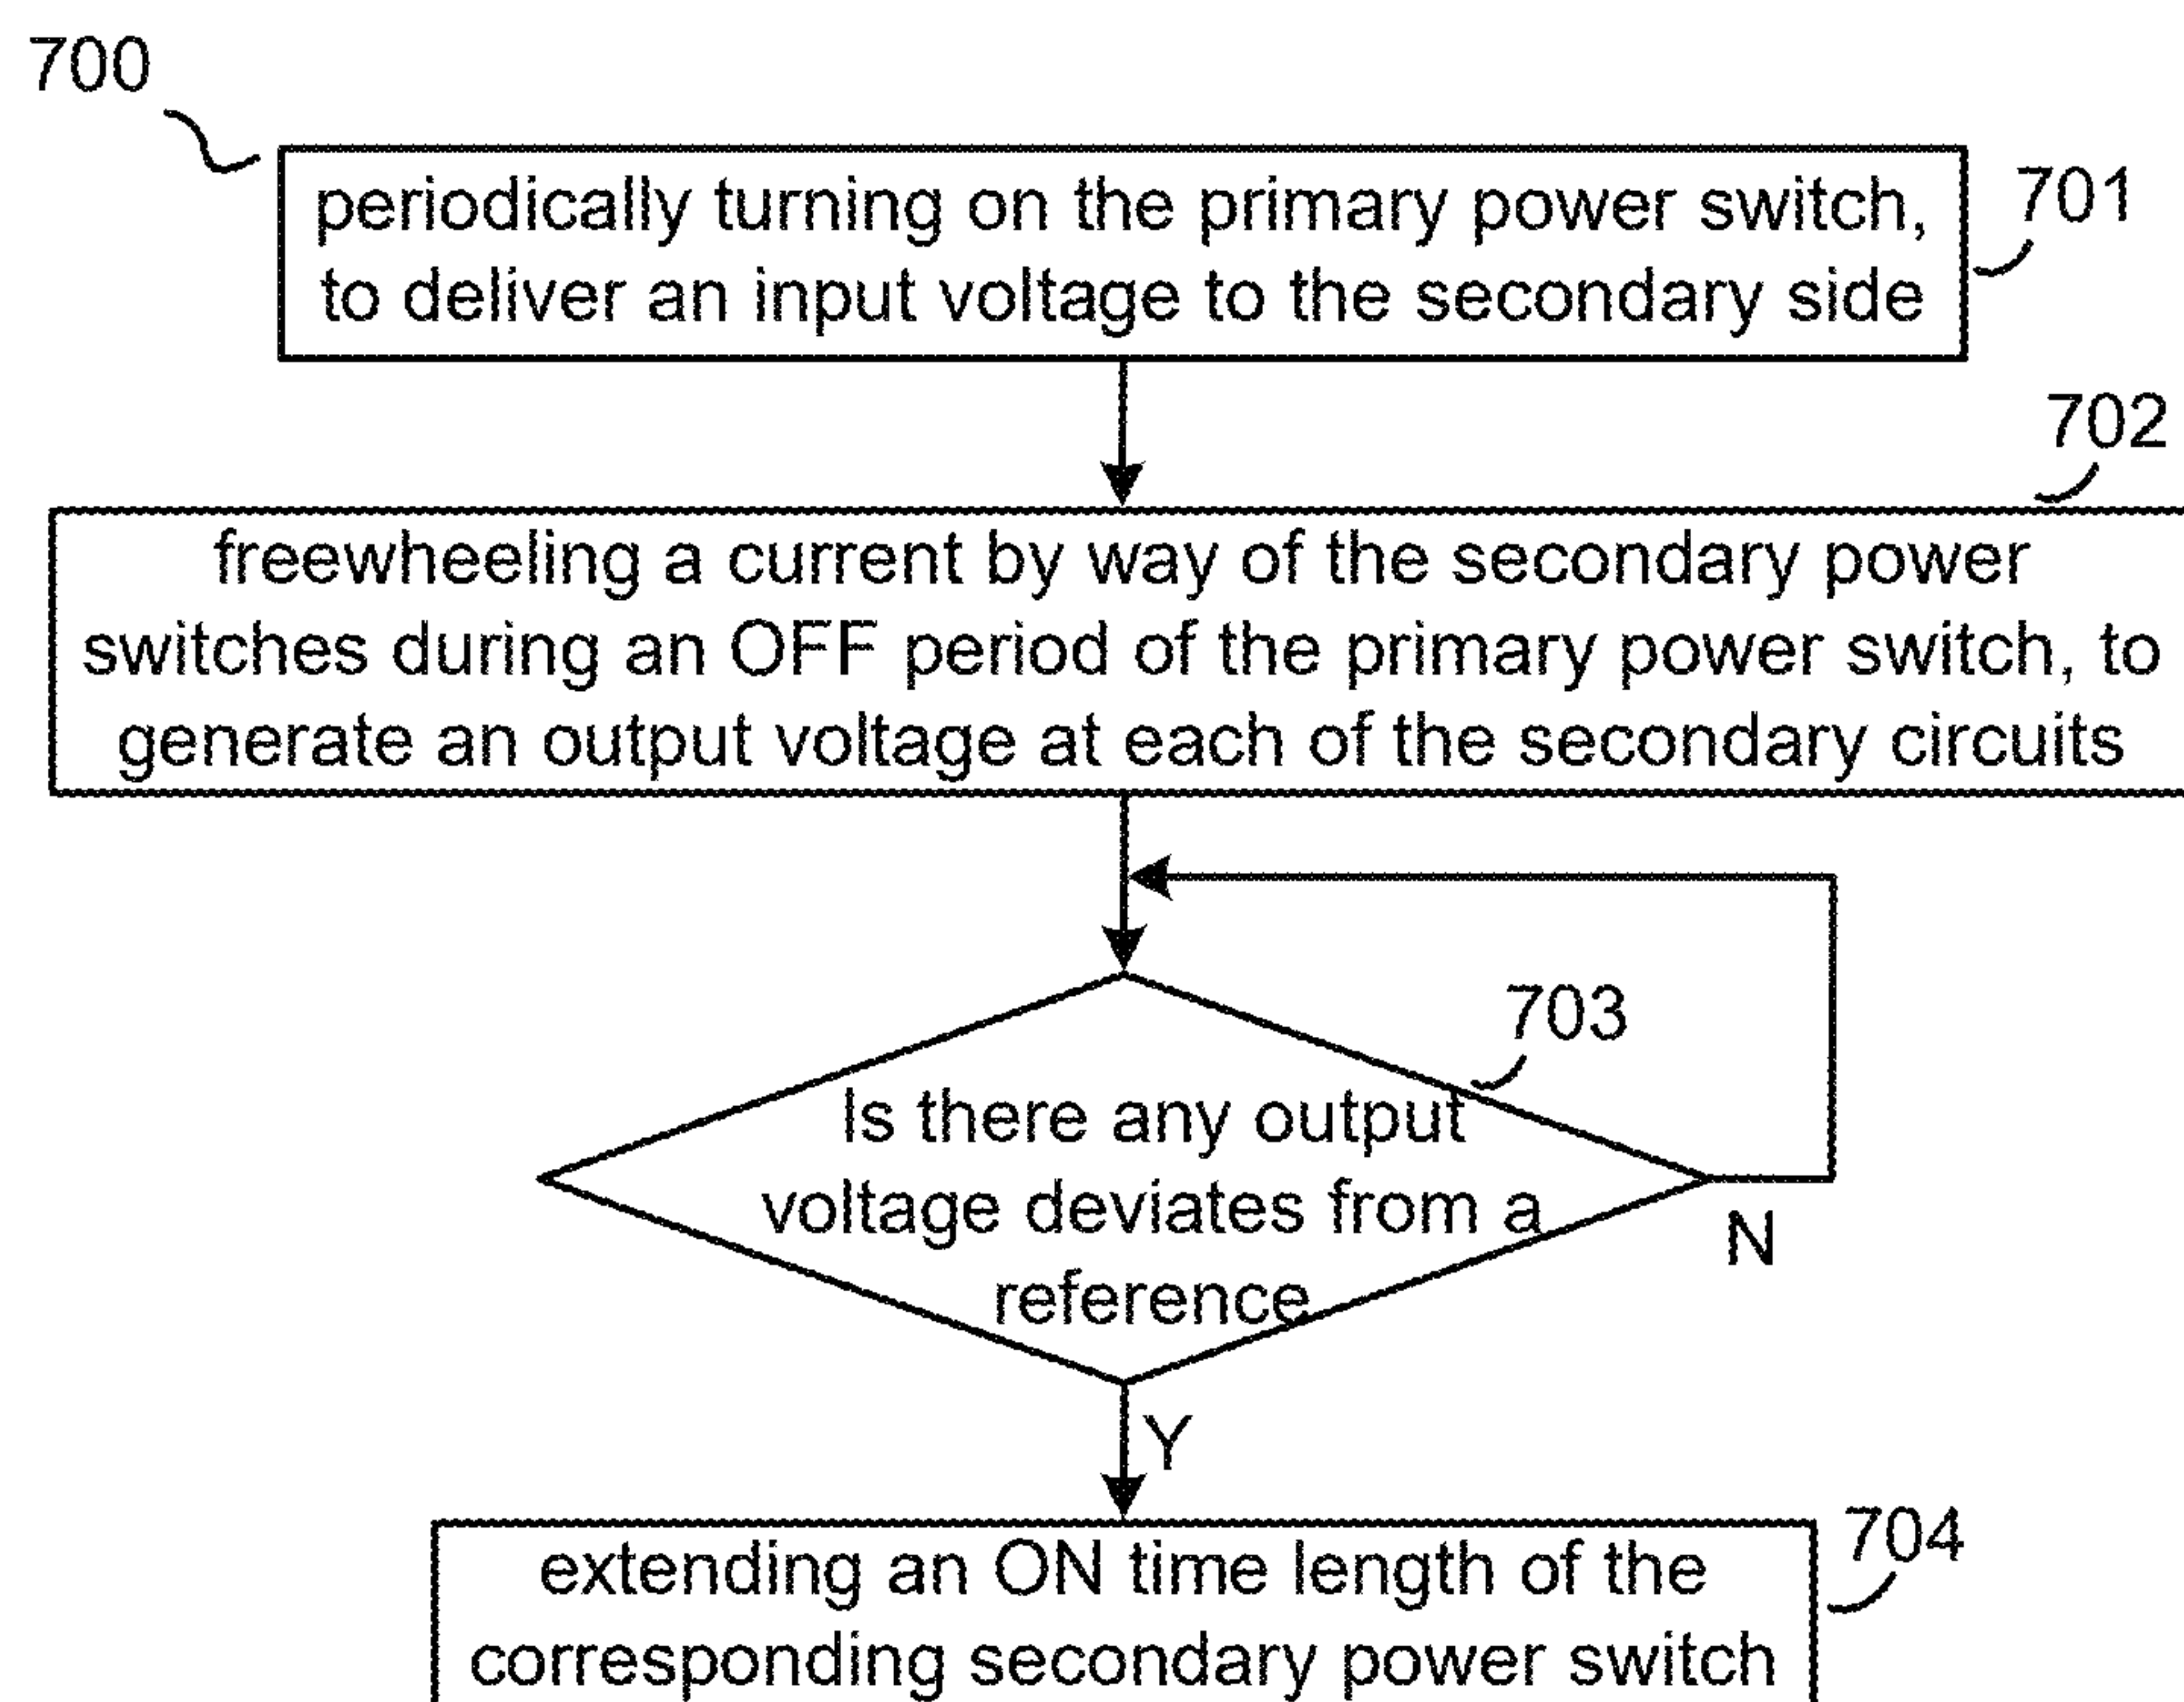 700
periodically turning on the primary power switch,
to deliver an input voltage to the secondary side
701
702
freewheeling a current by way of the secondary power
switches during an OFF period of the primary power switch, to
generate an output voltage at each of the secondary circuits
703
Is there any output
voltage deviates from a
reference
N
Y
704
extending an ON time length of the
corresponding secondary power switch